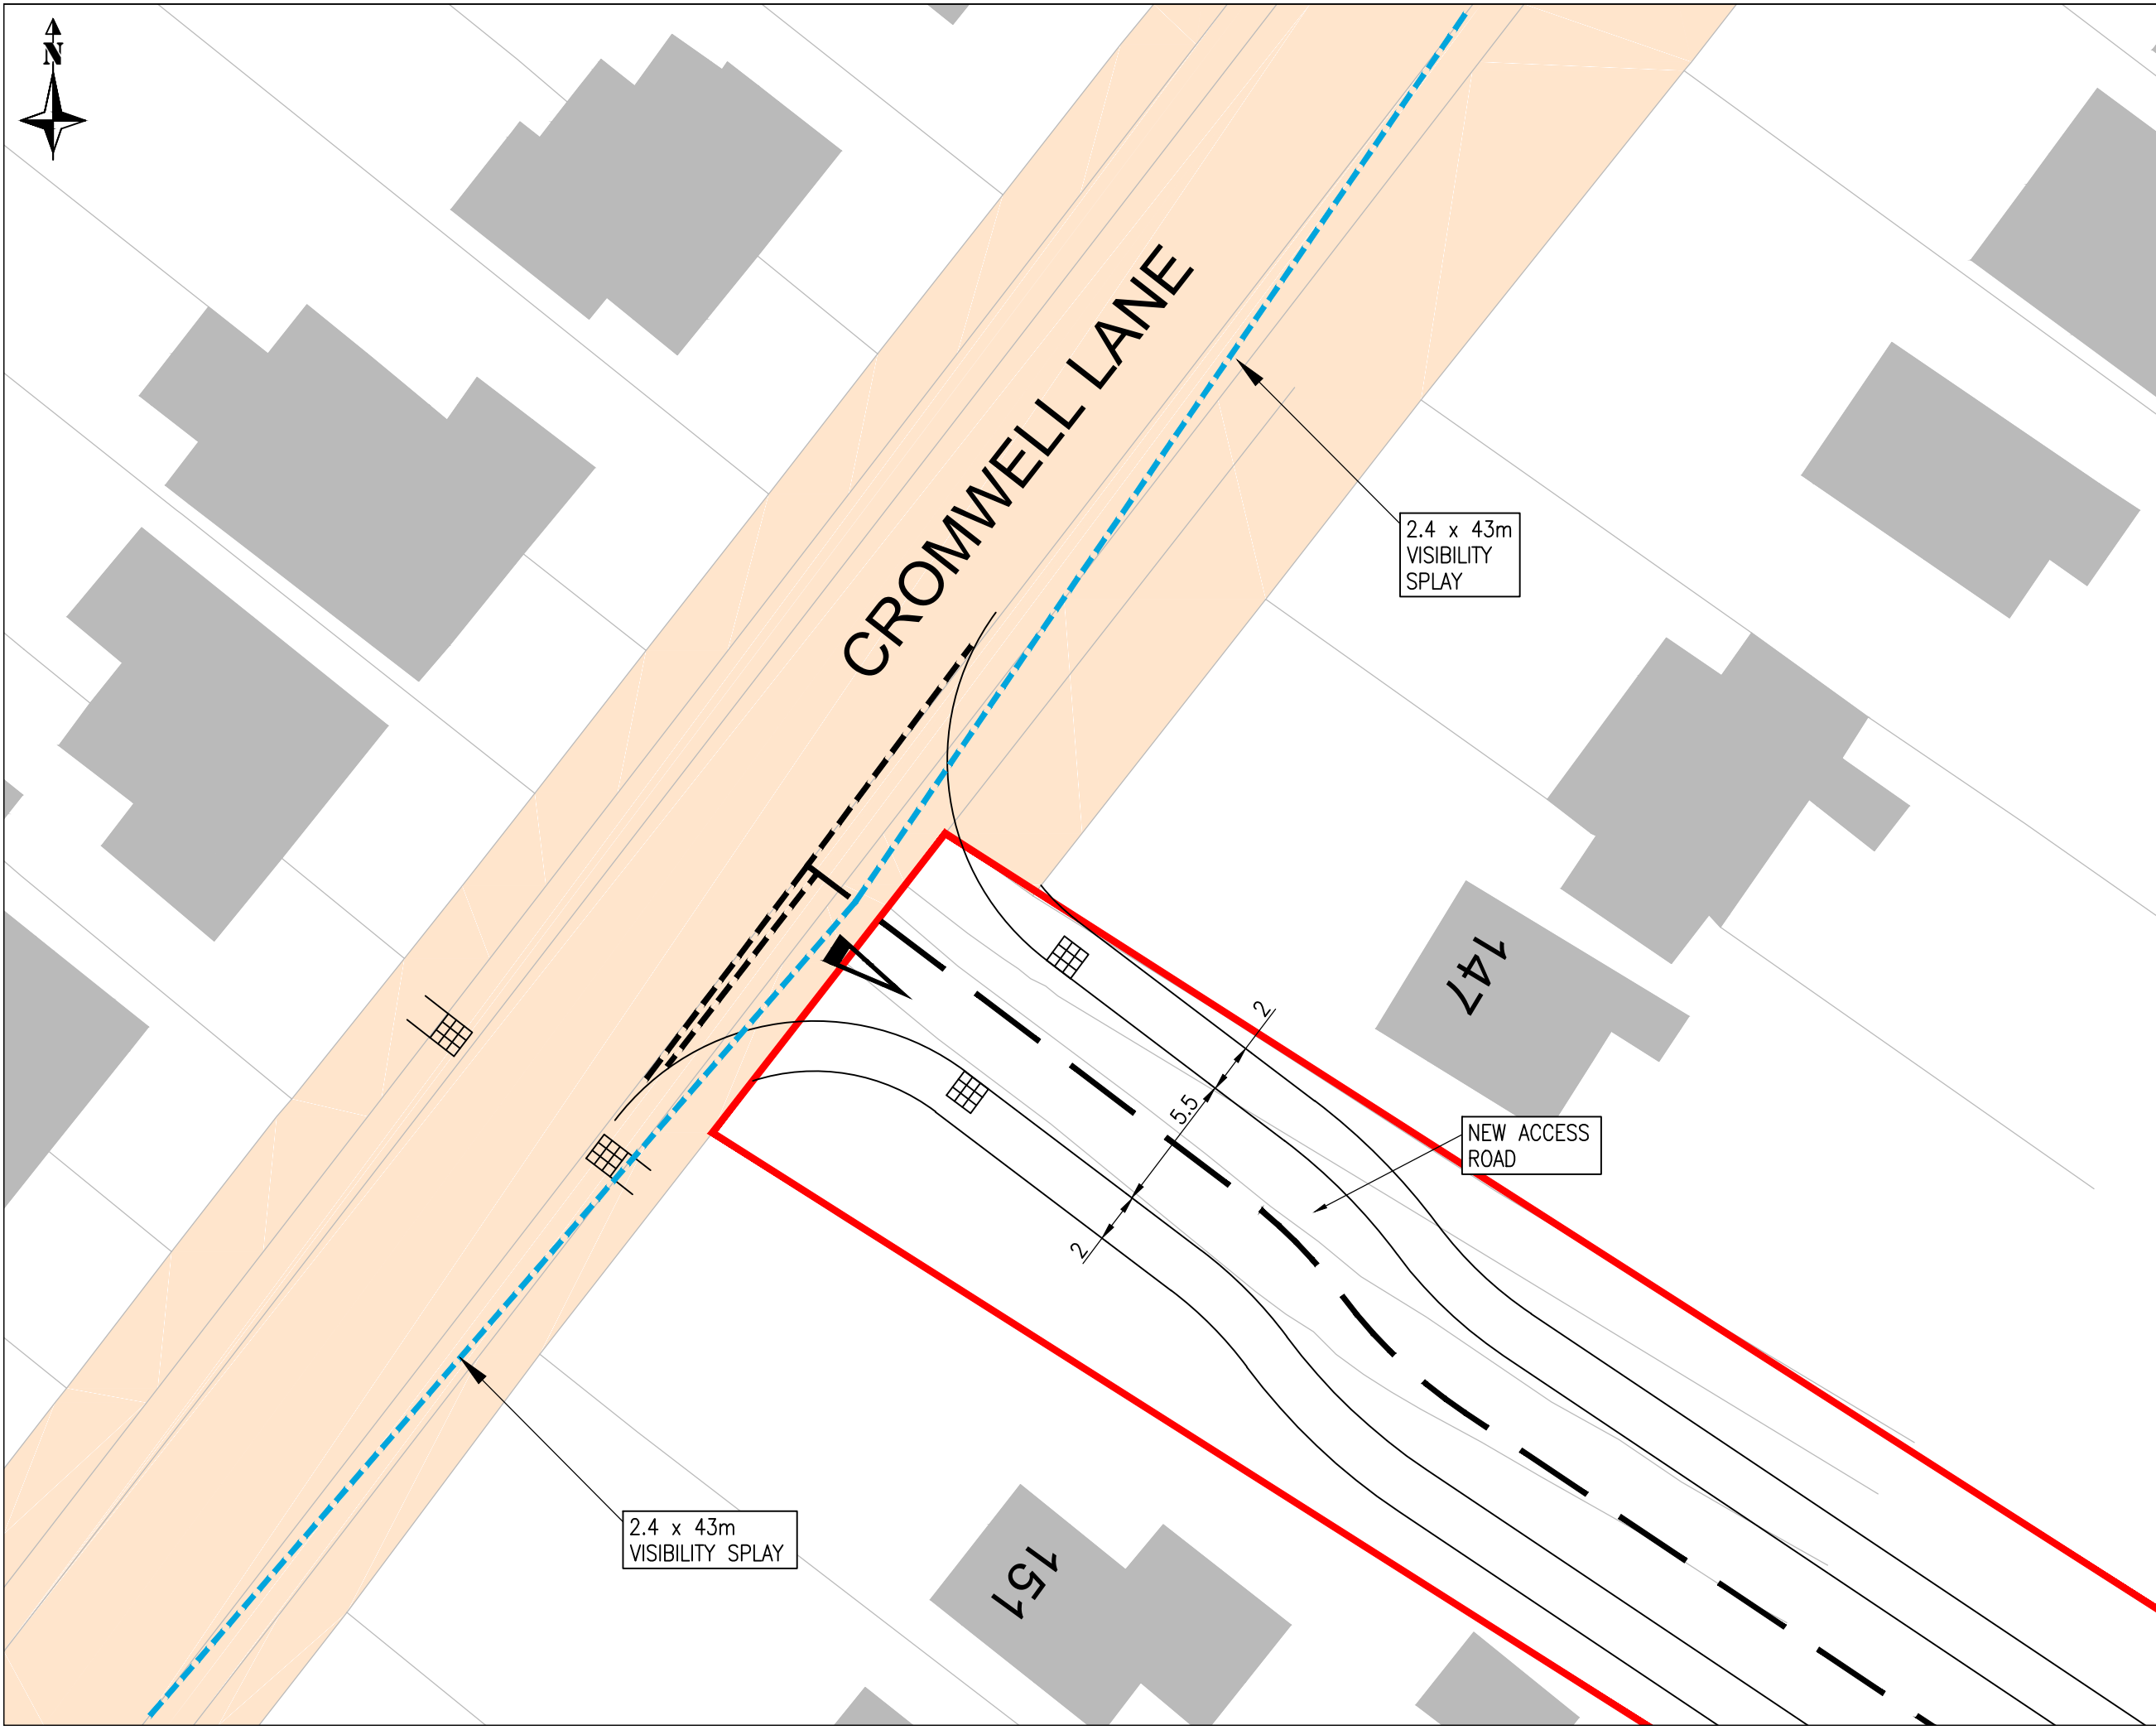 N
CROMWELL LANE
2.4 x 43m
VISIBILITY
SPLAY
147
2
5.5
2
NEW ACCESS
ROAD
2.4 x 43m
VISIBILITY SPLAY
151